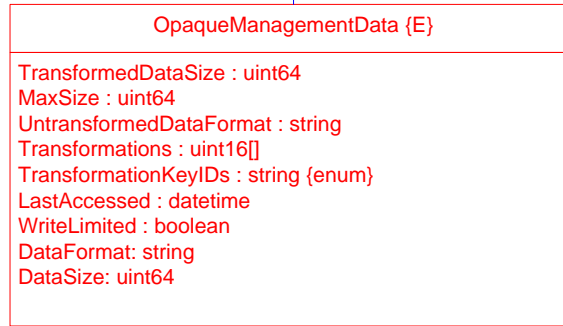 OpaqueManagementData {E}
TransformedDataSize : uint64
MaxSize : uint64
UntransformedDataFormat : string
Transformations : uint16[]
TransformationKeyIDs : string {enum}
LastAccessed : datetime
WriteLimited : boolean
DataFormat: string
DataSize: uint64